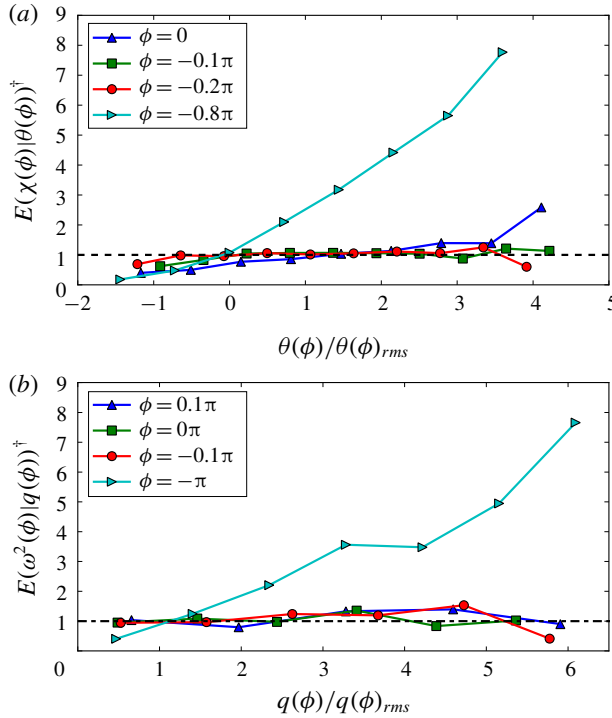 (a)
9
8
7
6
5
4
3
2
1
0
E(χ(ϕ)|θ(ϕ))†
ϕ = 0
ϕ = −0.1π
ϕ = −0.2π
ϕ = −0.8π
−2 −1 0 1 2 3 4 5
θ(ϕ)/θ(ϕ)rms
(b)
9
8
7
6
5
4
3
2
1
E(ω²(ϕ)|q(ϕ))†
ϕ = 0.1π
ϕ = 0π
ϕ = −0.1π
ϕ = −π
0 1 2 3 4 5 6
q(ϕ)/q(ϕ)rms